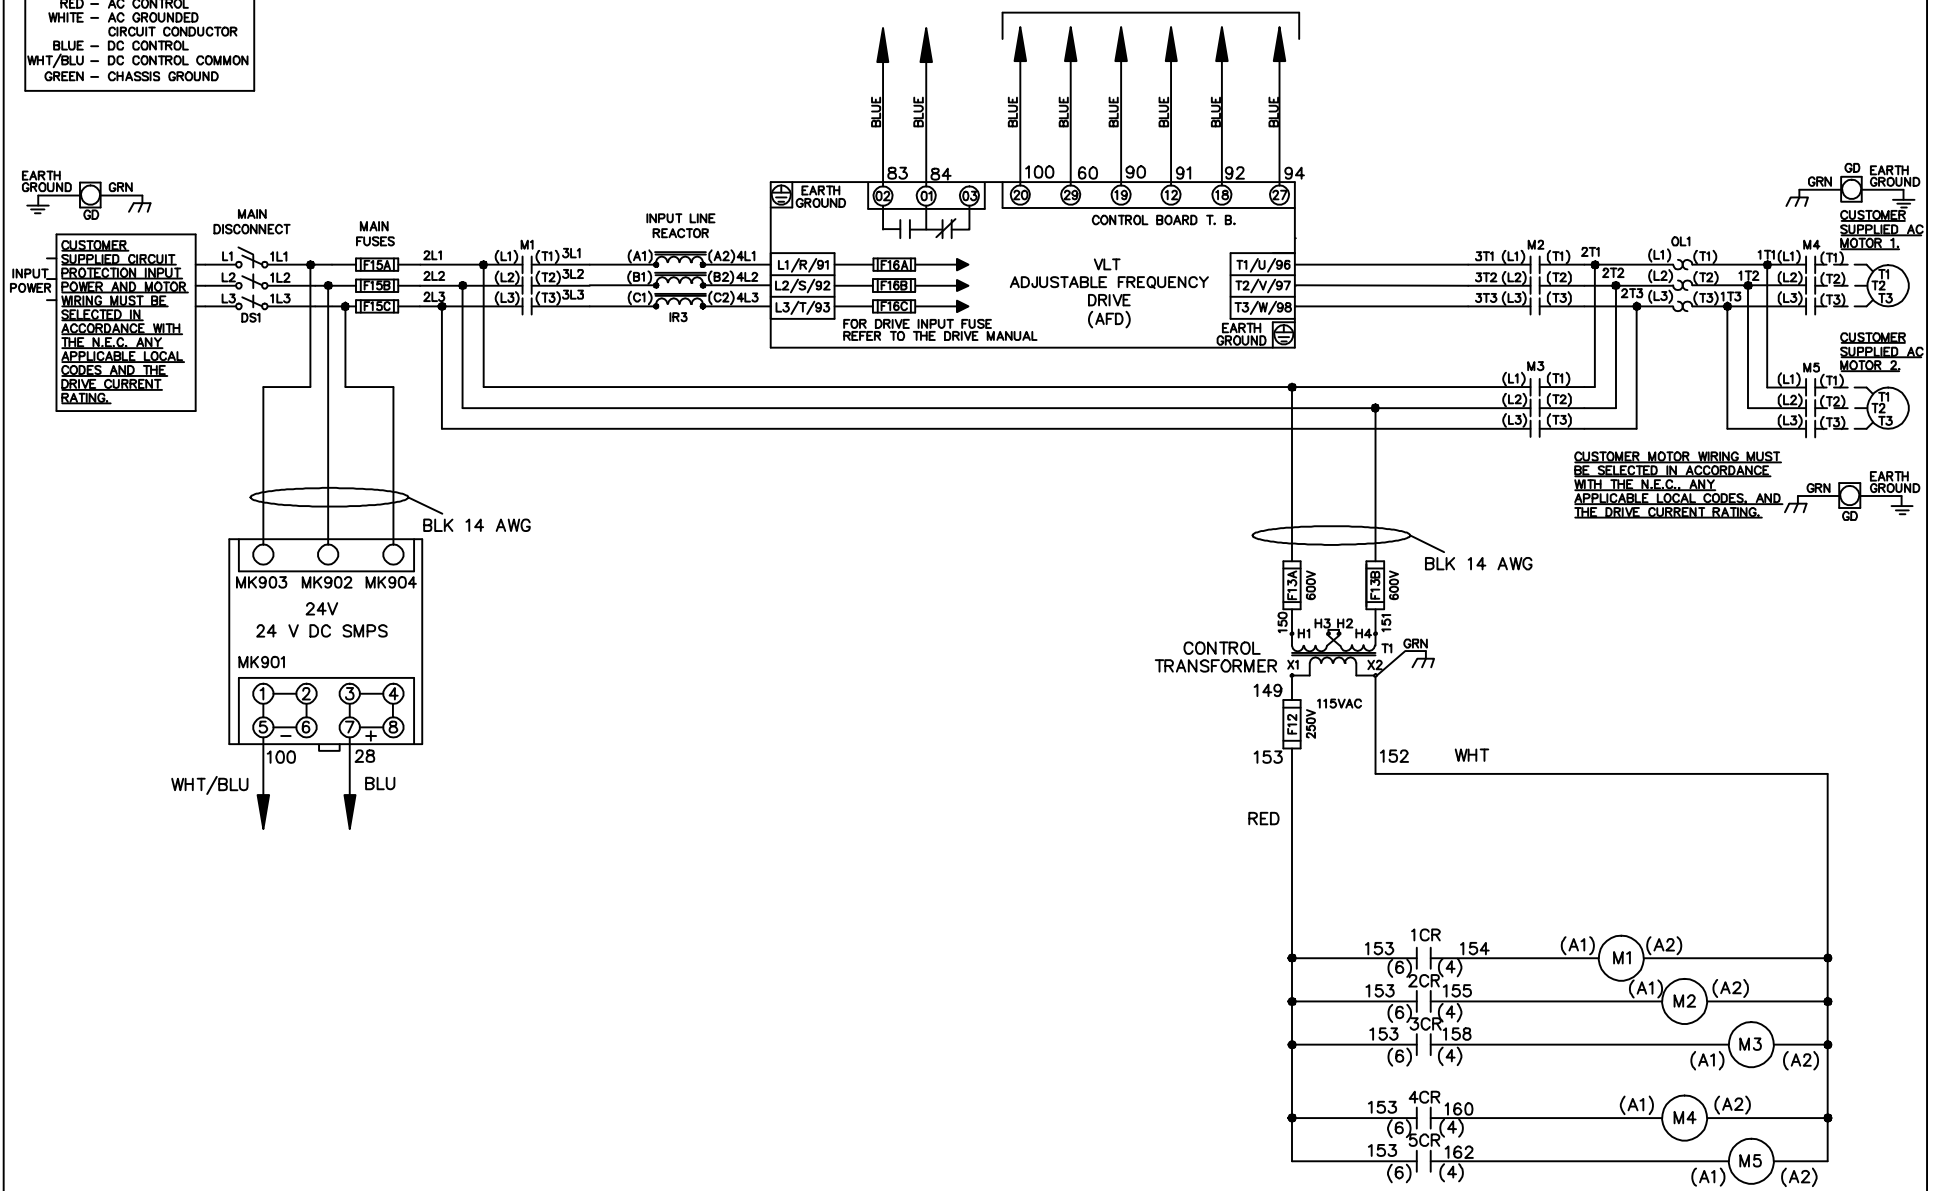 RED – AC CONTROL
WHITE – AC GROUNDED
CIRCUIT CONDUCTOR
BLUE – DC CONTROL
WHT/BLU – DC CONTROL COMMON
GREEN – CHASSIS GROUND
BLUE
BLUE
BLUE
BLUE
BLUE
BLUE
BLUE
BLUE
83
84
100
60
90
91
92
94
EARTH
GROUND
GRN
GD
EARTH
GROUND
02
01
03
20
29
19
12
18
27
CONTROL BOARD T. B.
GRN
GD
EARTH
GROUND
MAIN
DISCONNECT
MAIN
FUSES
INPUT LINE
REACTOR
INPUT
POWER
CUSTOMER
SUPPLIED CIRCUIT
PROTECTION INPUT
POWER AND MOTOR
WIRING MUST BE
SELECTED IN
ACCORDANCE WITH
THE N.E.C. ANY
APPLICABLE LOCAL
CODES AND THE
DRIVE CURRENT
RATING.
L1 1L1
L2 1L2
L3 1L3
DS1
F15A
F15B
F15C
2L1
2L2
2L3
M1
(L1) (T1) 3L1
(L2) (T2) 3L2
(L3) (T3) 3L3
(A1) (A2) 4L1
(B1) (B2) 4L2
(C1) (C2) 4L3
IR3
L1/R/91
L2/S/92
L3/T/93
F16A
F16B
F16C
FOR DRIVE INPUT FUSE
REFER TO THE DRIVE MANUAL
VLT
ADJUSTABLE FREQUENCY
DRIVE
(AFD)
T1/U/96
T2/V/97
T3/W/98
EARTH
GROUND
M2
3T1 (L1) (T1) 2T1
3T2 (L2) (T2) 2T2
3T3 (L3) (T3) 2T3
OL1
(L1) (T1) 1T1
(L2) (T2) 1T2
(L3) (T3) 1T3
M4
(L1) (T1)
(L2) (T2)
(L3) (T3)
CUSTOMER
SUPPLIED AC
MOTOR 1.
T1
T2
T3
M3
(L1) (T1)
(L2) (T2)
(L3) (T3)
CUSTOMER
SUPPLIED AC
MOTOR 2.
M5
(L1) (T1)
(L2) (T2)
(L3) (T3)
T1
T2
T3
CUSTOMER MOTOR WIRING MUST
BE SELECTED IN ACCORDANCE
WITH THE N.E.C., ANY
APPLICABLE LOCAL CODES, AND
THE DRIVE CURRENT RATING.
GRN
GD
EARTH
GROUND
BLK 14 AWG
MK903 MK902 MK904
24V
24 V DC SMPS
MK901
1 2 3 4
5 6 7 8
– +
100
28
WHT/BLU
BLU
BLK 14 AWG
F13A
600V
F13B
600V
150
151
H1 H3 H2 H4
CONTROL
TRANSFORMER
T1
GRN
X1 X2
149
115VAC
F12
250V
153
152
WHT
RED
1CR
153 154
(6) (4)
(A1) M1 (A2)
2CR
153 155
(6) (4)
(A1) M2 (A2)
3CR
153 158
(6) (4)
(A1) M3 (A2)
4CR
153 160
(6) (4)
(A1) M4 (A2)
5CR
153 162
(6) (4)
(A1) M5 (A2)